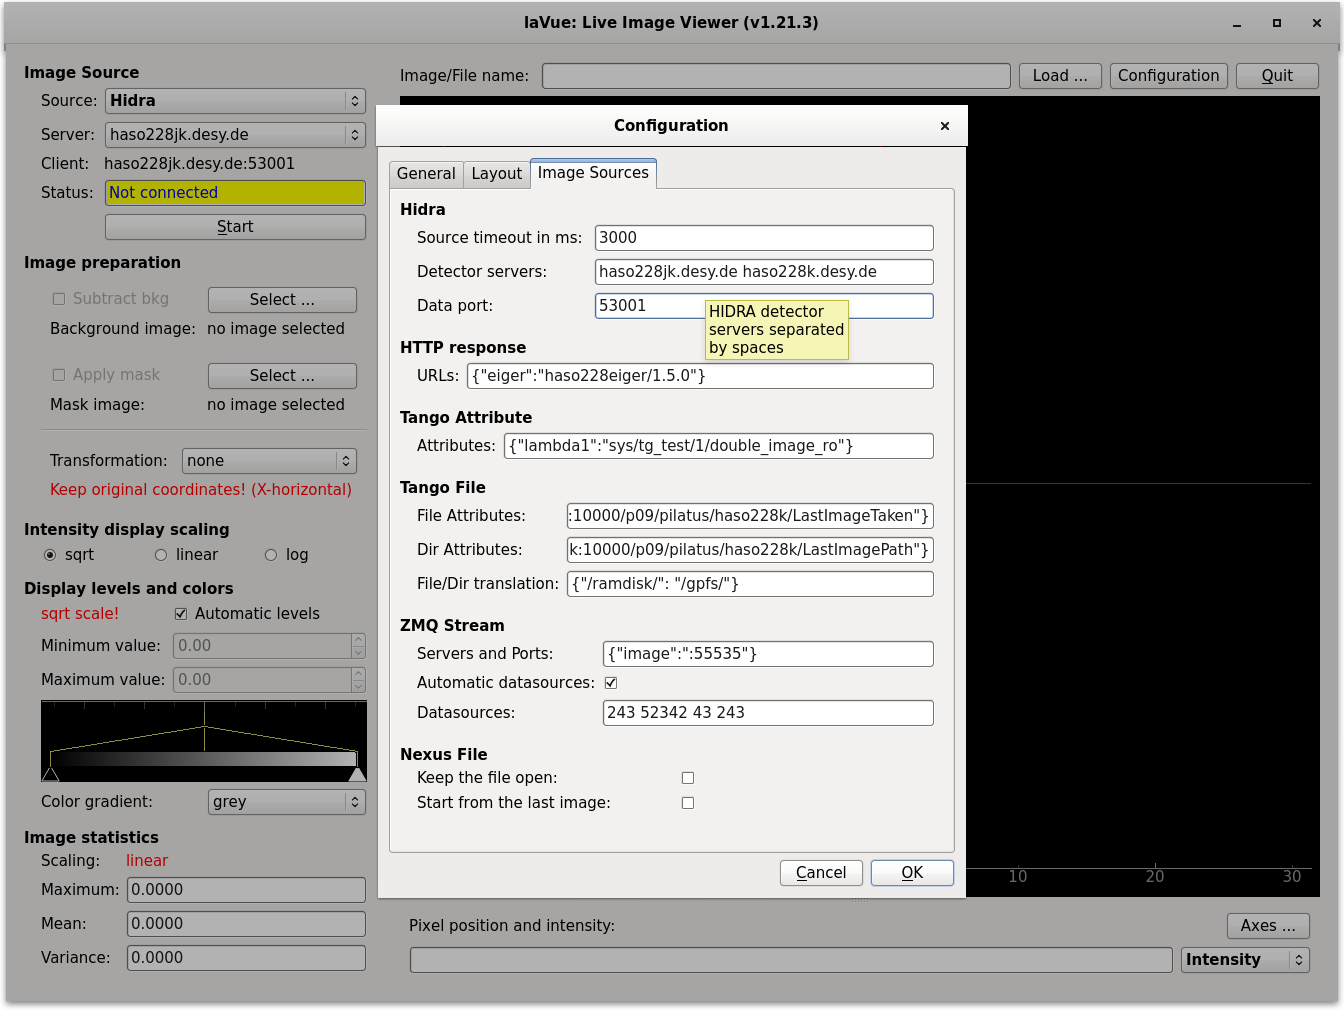 laVue: Live Image Viewer (v1.21.3)
Image Source
Source: Hidra
Server: haso228jk.desy.de
Client: haso228jk.desy.de:53001
Status: Not connected
Start
Image preparation
Subtract bkg Select ...
Background image: no image selected
Apply mask Select ...
Mask image: no image selected
Transformation: none
Keep original coordinates! (X-horizontal)
Intensity display scaling
sqrt linear log
Display levels and colors
sqrt scale! Automatic levels
Minimum value: 0.00
Maximum value: 0.00
Color gradient: grey
Image statistics
Scaling: linear
Maximum: 0.0000
Mean: 0.0000
Variance: 0.0000
Image/File name: Load ... Configuration Quit
Configuration
General Layout Image Sources
Hidra
Source timeout in ms: 3000
Detector servers: haso228jk.desy.de haso228k.desy.de
Data port: 53001
HIDRA detector
servers separated
by spaces
HTTP response
URLs: {"eiger":"haso228eiger/1.5.0"}
Tango Attribute
Attributes: {"lambda1":"sys/tg_test/1/double_image_ro"}
Tango File
File Attributes: :10000/p09/pilatus/haso228k/LastImageTaken"}
Dir Attributes: k:10000/p09/pilatus/haso228k/LastImagePath"}
File/Dir translation: {"/ramdisk/": "/gpfs/"}
ZMQ Stream
Servers and Ports: {"image":":55535"}
Automatic datasources:
Datasources: 243 52342 43 243
Nexus File
Keep the file open:
Start from the last image:
Cancel OK
10 20 30
Pixel position and intensity: Axes ...
Intensity